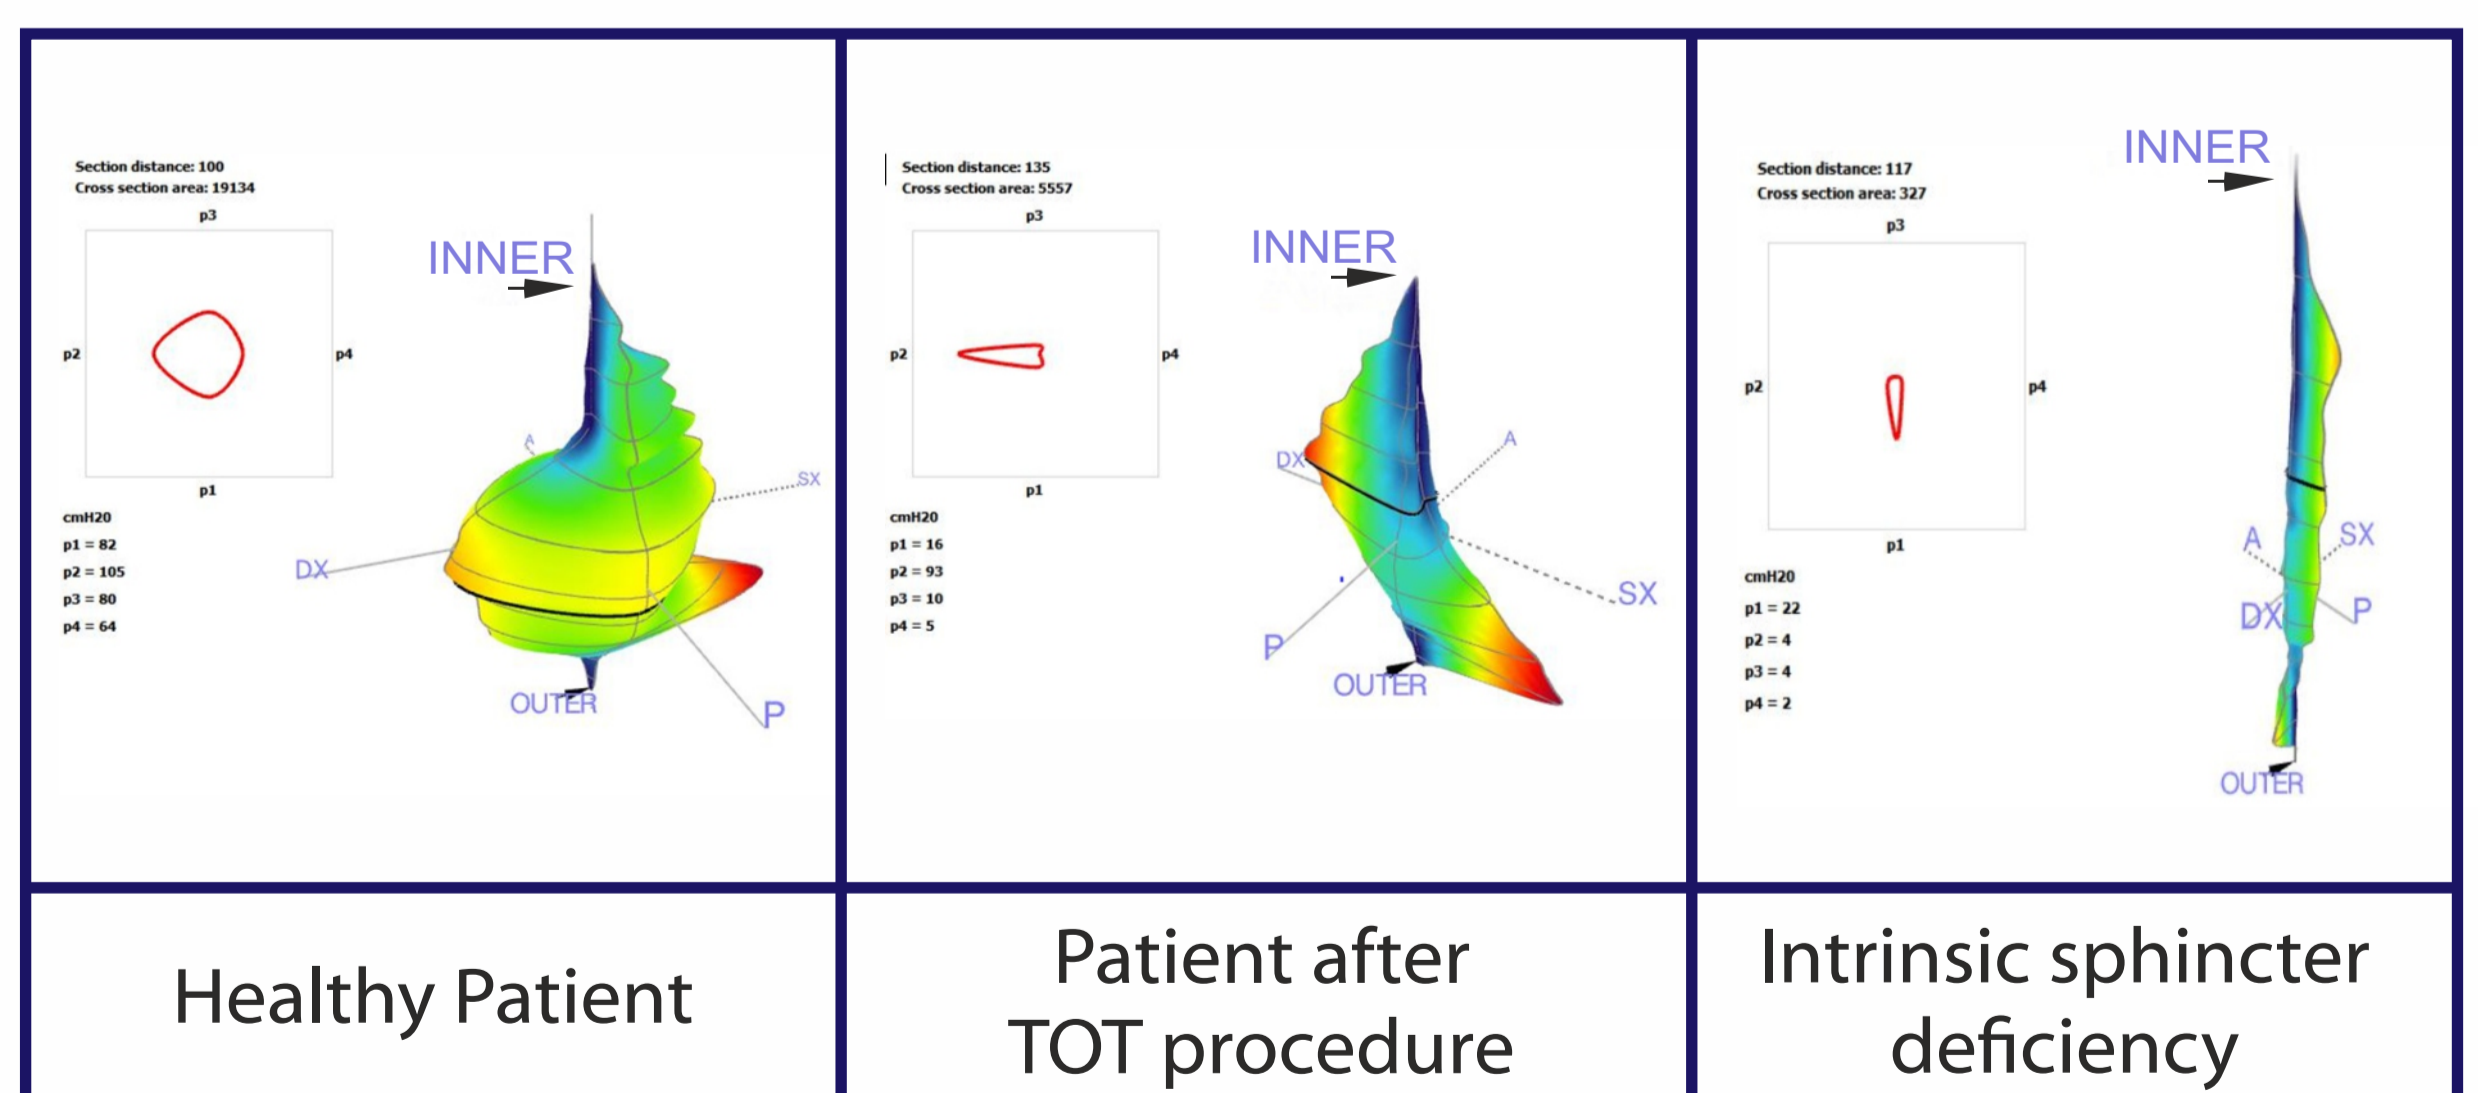 Section distance: 100
Cross section area: 19134
p3
p2
p4
p1
cmH20
p1 = 82
p2 = 105
p3 = 80
p4 = 64
INNER
A
SX
DX
OUTER
P
Section distance: 135
Cross section area: 5557
p3
p2
p4
p1
cmH20
p1 = 16
p2 = 93
p3 = 10
p4 = 5
INNER
DX
A
SX
P
OUTER
Section distance: 117
Cross section area: 327
p3
p2
p4
p1
cmH20
p1 = 22
p2 = 4
p3 = 4
p4 = 2
INNER
A
SX
DX
P
OUTER
Healthy Patient
Patient after
TOT procedure
Intrinsic sphincter
deficiency